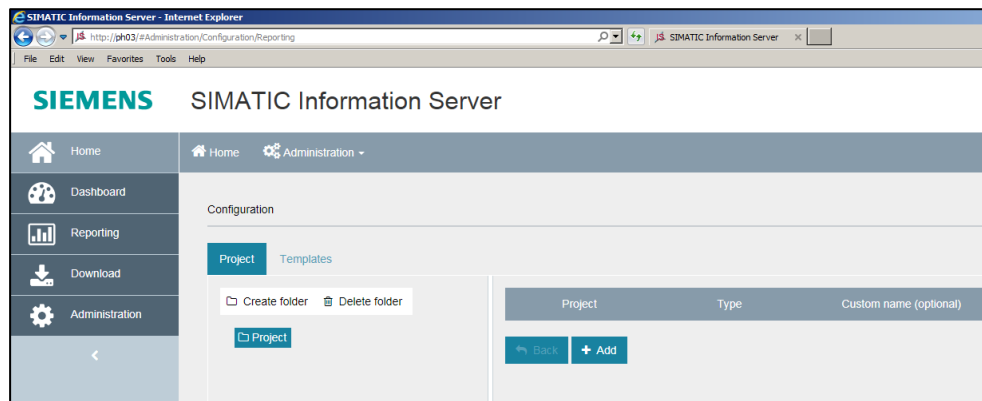 SIMATIC Information Server - Internet Explorer
http://ph03/#Administration/Configuration/Reporting
SIMATIC Information Server
File Edit View Favorites Tools Help
SIEMENS SIMATIC Information Server
Home
Home Administration
Dashboard
Configuration
Reporting
Project Templates
Download
Create folder Delete folder
Project Type Custom name (optional)
Administration
Project
Back + Add